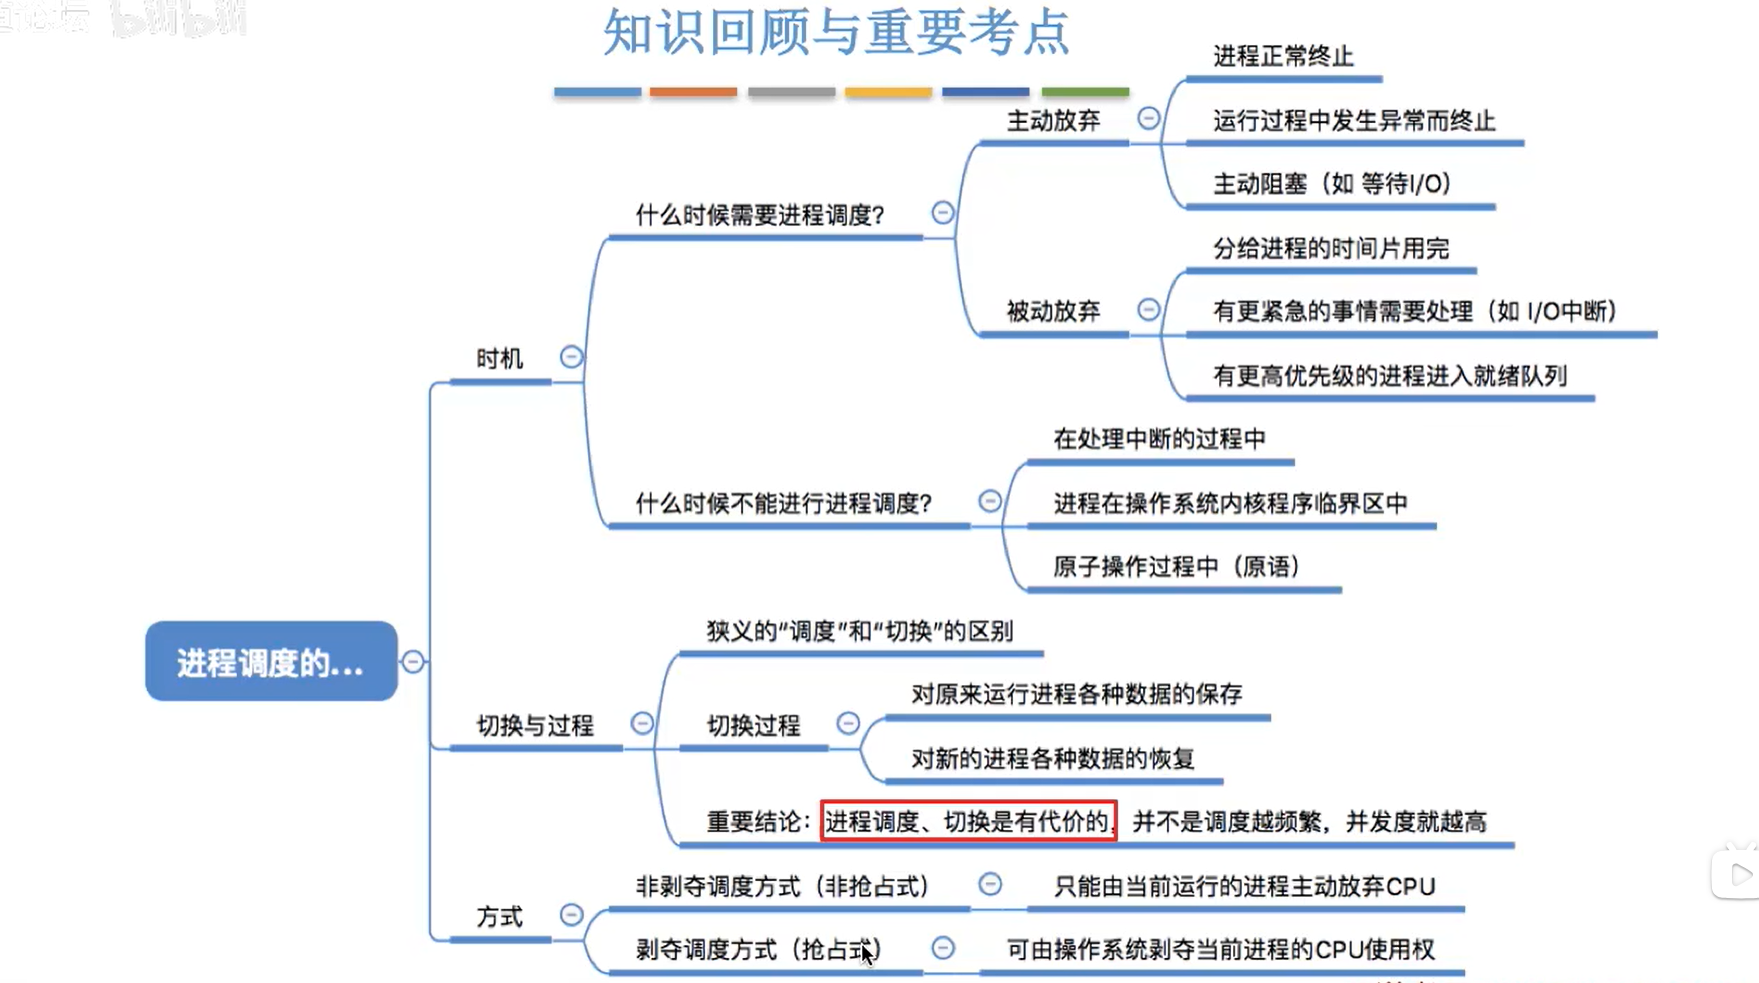 bilibili
知识回顾与重要考点
进程调度的...
时机
什么时候需要进程调度？
主动放弃
进程正常终止
运行过程中发生异常而终止
主动阻塞（如 等待I/O）
被动放弃
分给进程的时间片用完
有更紧急的事情需要处理（如 I/O中断）
有更高优先级的进程进入就绪队列
什么时候不能进行进程调度？
在处理中断的过程中
进程在操作系统内核程序临界区中
原子操作过程中（原语）
切换与过程
狭义的“调度”和“切换”的区别
切换过程
对原来运行进程各种数据的保存
对新的进程各种数据的恢复
重要结论：进程调度、切换是有代价的，并不是调度越频繁，并发度就越高
方式
非剥夺调度方式（非抢占式）
只能由当前运行的进程主动放弃CPU
剥夺调度方式（抢占式）
可由操作系统剥夺当前进程的CPU使用权